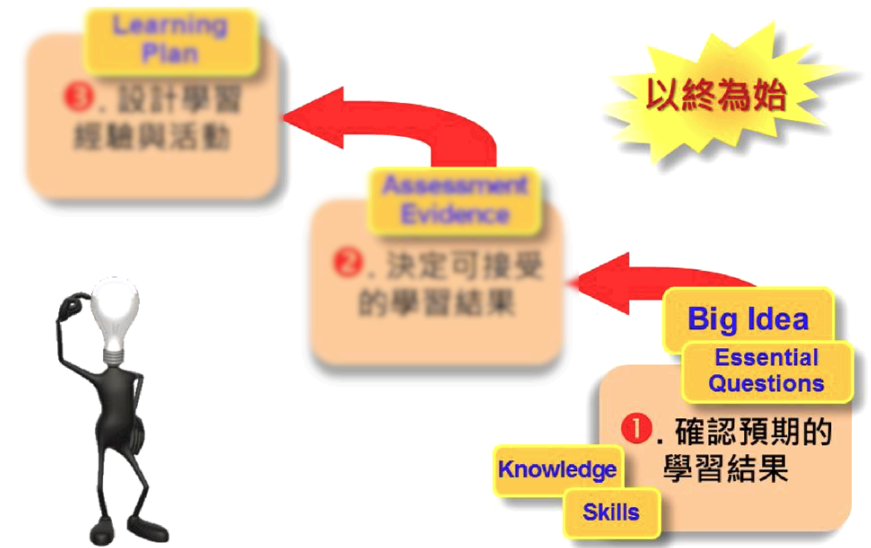 Learning
Plan
❸. 設計學習
經驗與活動
以終為始
Assessment
Evidence
❷. 決定可接受
的學習結果
Big Idea
Essential
Questions
❶. 確認預期的
學習結果
Knowledge
Skills